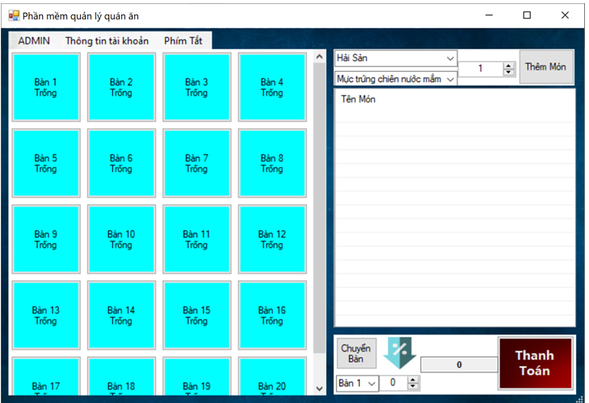 Phần mềm quản lý quán ăn
ADMIN Thông tin tài khoản Phím Tắt
Bàn 1
Trống
Bàn 2
Trống
Bàn 3
Trống
Bàn 4
Trống
Bàn 5
Trống
Bàn 6
Trống
Bàn 7
Trống
Bàn 8
Trống
Bàn 9
Trống
Bàn 10
Trống
Bàn 11
Trống
Bàn 12
Trống
Bàn 13
Trống
Bàn 14
Trống
Bàn 15
Trống
Bàn 16
Trống
Bàn 17
Bàn 18
Bàn 19
Bàn 20
Hải Sản
Mực trứng chiên nước mắm
1
Thêm Món
Tên Món
Chuyển
Bàn
%
Bàn 1
0
0
Thanh
Toán